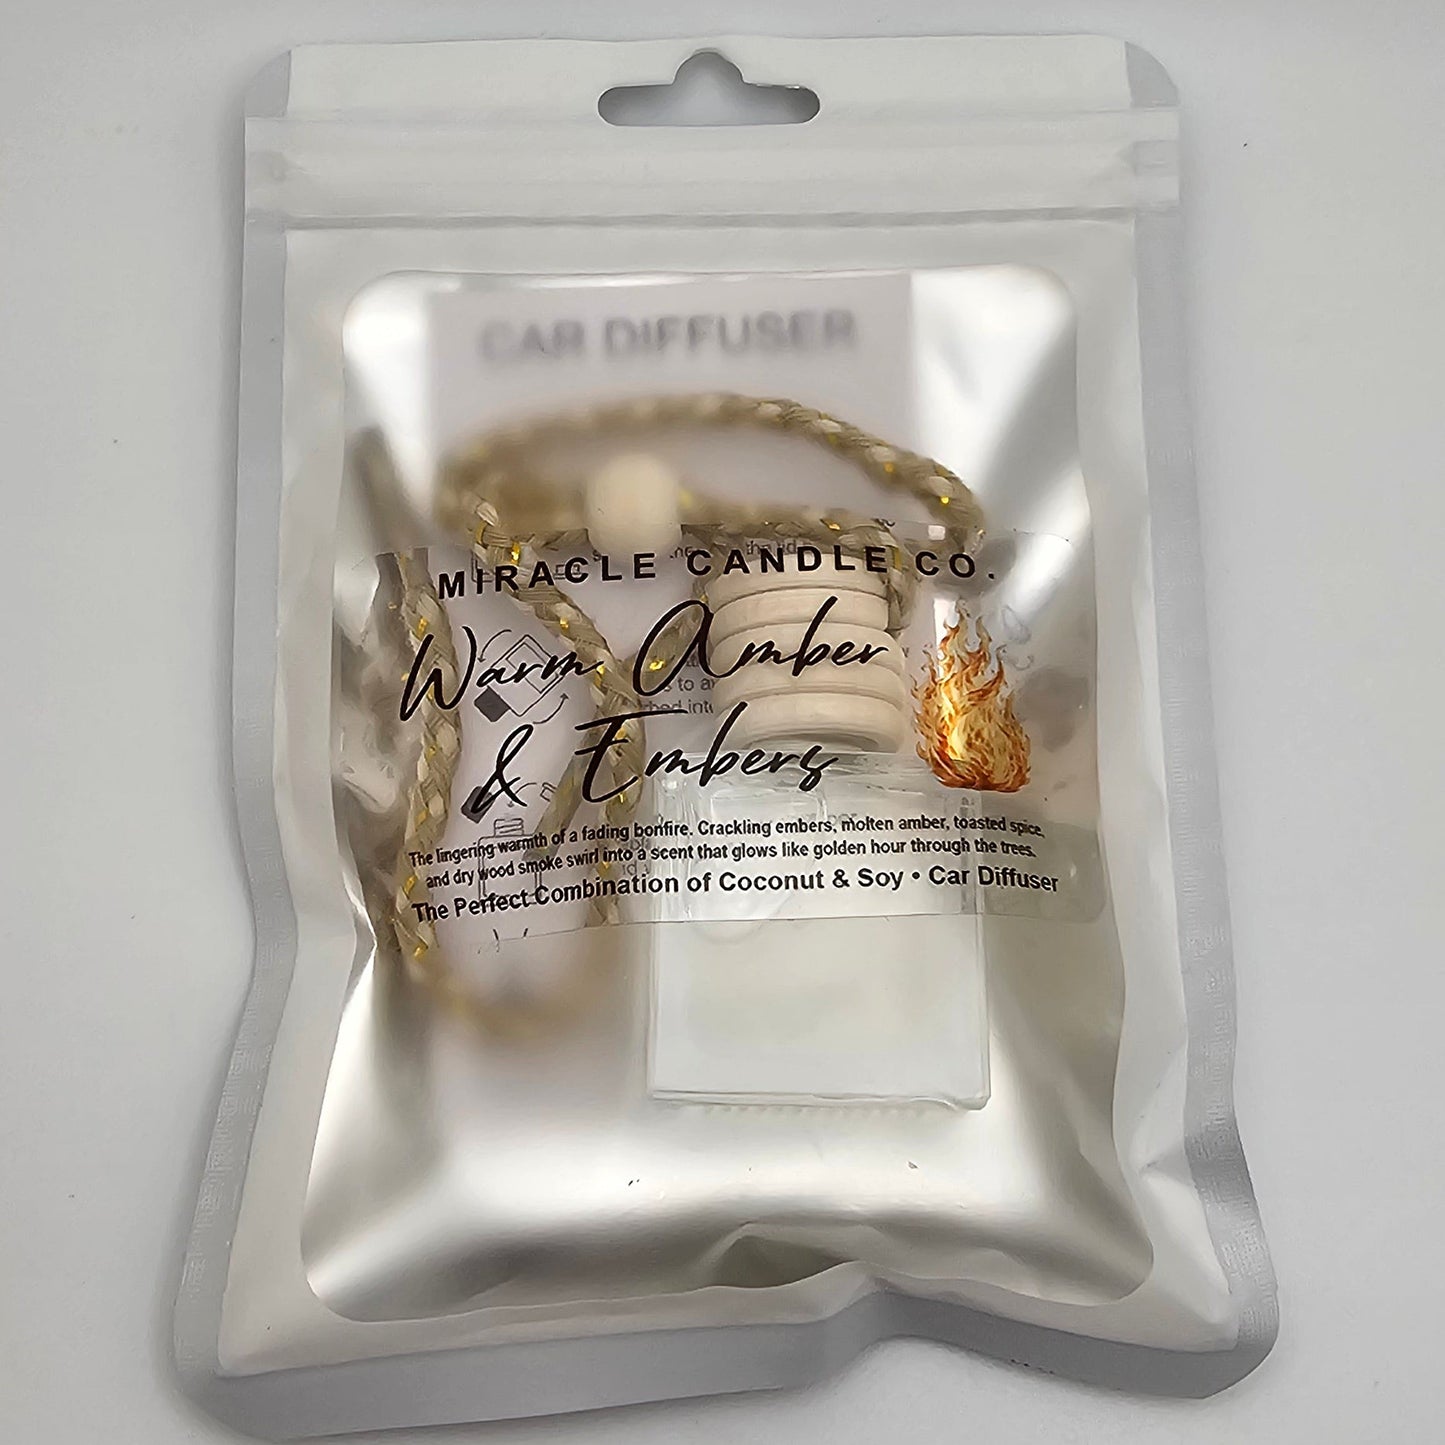 CAR DIFFUSER
MIRACLE CANDLE CO.
Warm Amber
& Embers
The lingering warmth of a fading bonfire. Crackling embers, molten amber, toasted spice,
and dry wood smoke swirl into a scent that glows like golden hour through the trees.
The Perfect Combination of Coconut & Soy • Car Diffuser